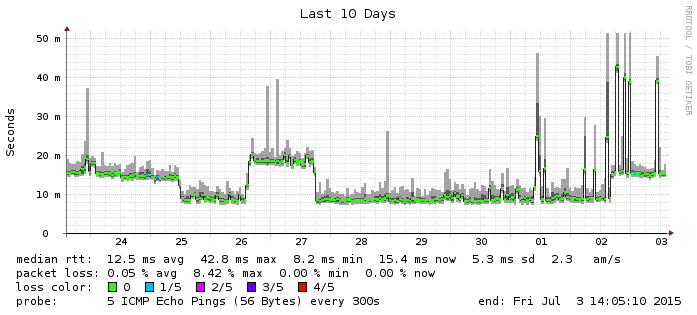 Last 10 Days
RRDTOOL / TOBI OETIKER
Seconds
50 m
40 m
30 m
20 m
10 m
0
24 25 26 27 28 29 30 01 02 03
median rtt: 12.5 ms avg 42.8 ms max 8.2 ms min 15.4 ms now 5.3 ms sd 2.3 am/s
packet loss: 0.05 % avg 8.42 % max 0.00 % min 0.00 % now
loss color: 0 1/5 2/5 3/5 4/5
probe: 5 ICMP Echo Pings (56 Bytes) every 300s end: Fri Jul 3 14:05:10 2015